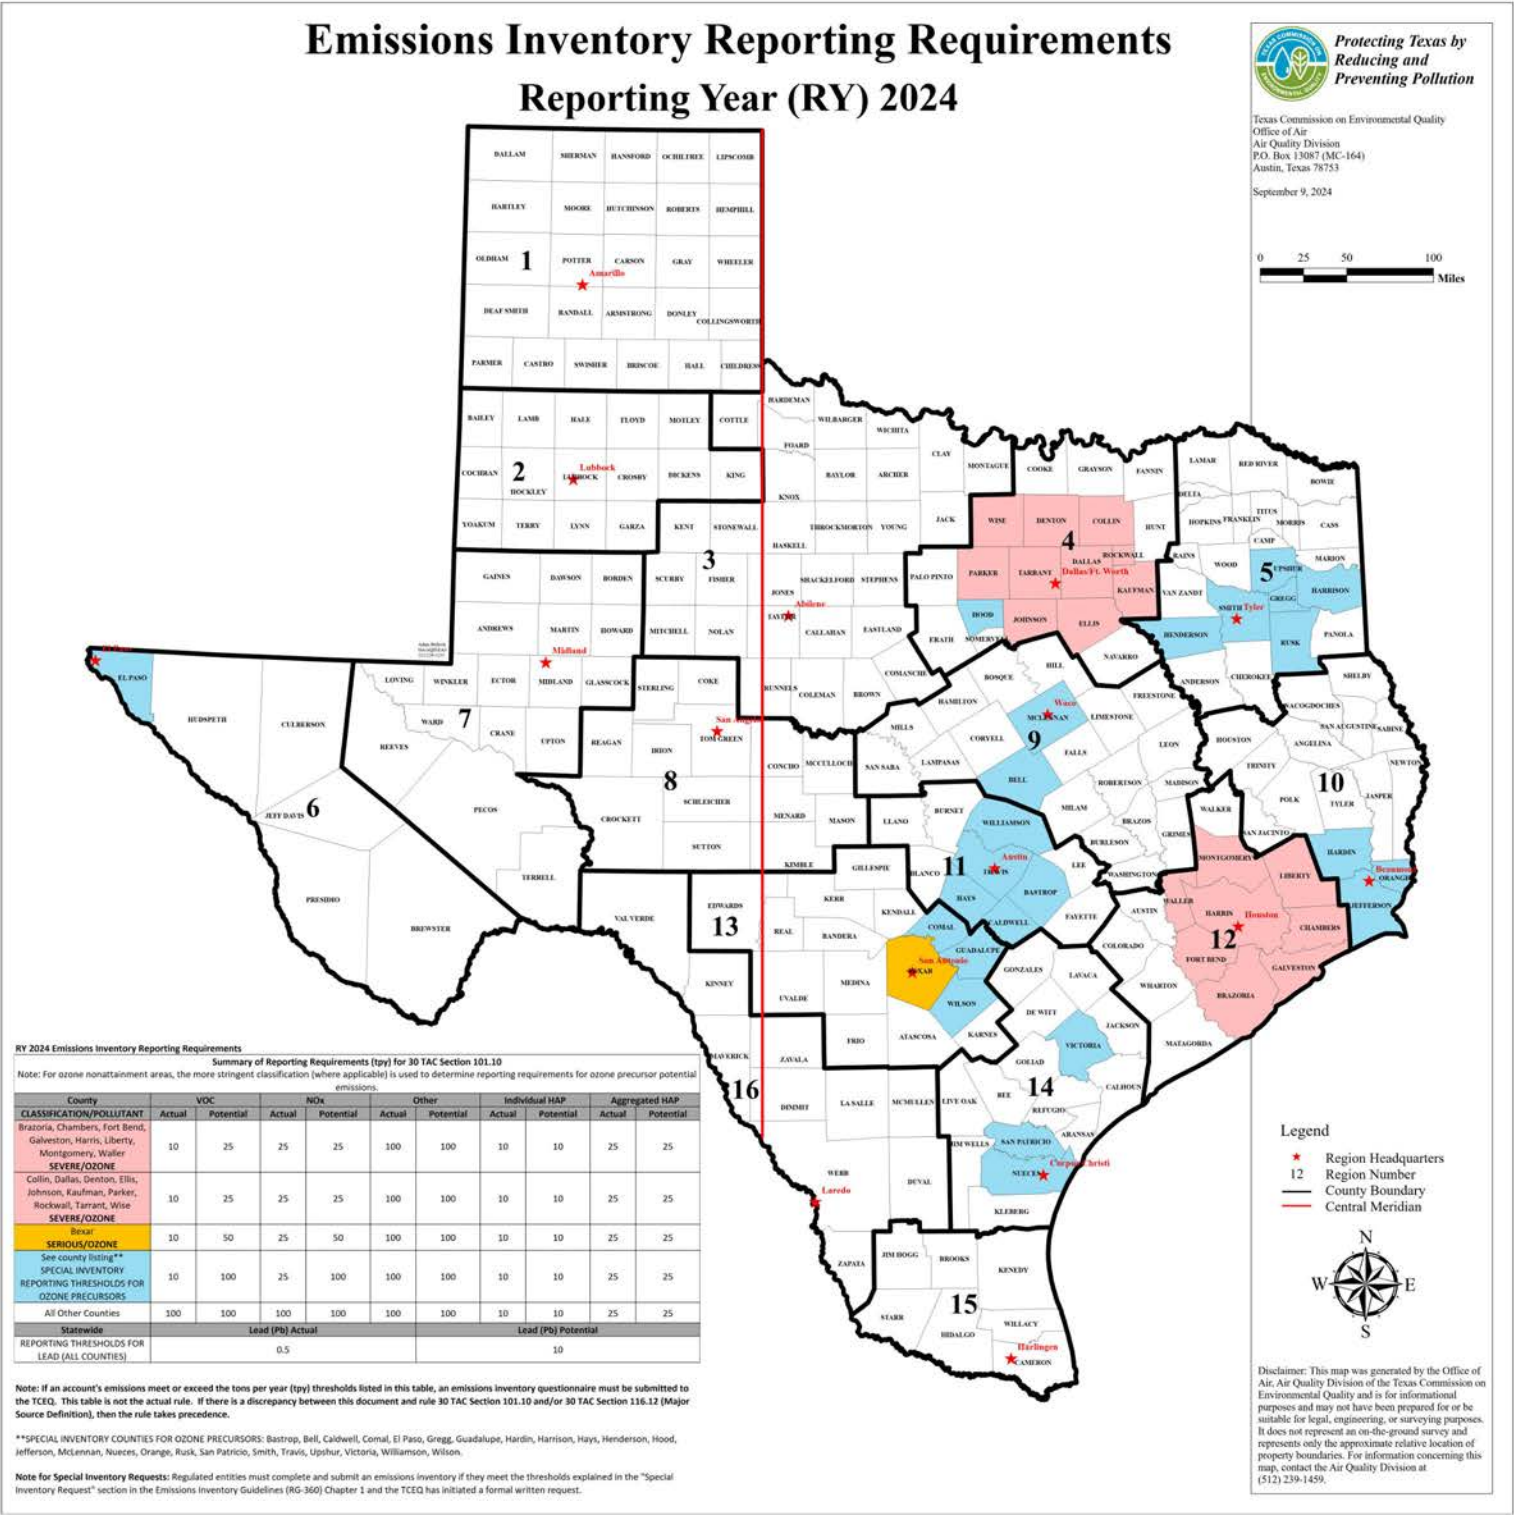 Emissions Inventory Reporting Requirements
Reporting Year (RY) 2024
Protecting Texas by
Reducing and
Preventing Pollution
Texas Commission on Environmental Quality
Office of Air
Air Quality Division
P.O. Box 13087 (MC-164)
Austin, Texas 78753
September 9, 2024
0 25 50 100
Miles
DALLAM SHERMAN HANSFORD OCHILTREE LIPSCOMB
HARTLEY MOORE HUTCHINSON ROBERTS HEMPHILL
OLDHAM 1 POTTER CARSON GRAY WHEELER
Amarillo
DEAF SMITH RANDALL ARMSTRONG DONLEY COLLINGSWORTH
PARMER CASTRO SWISHER BRISCOE HALL CHILDRESS
BAILEY LAMB HALE FLOYD MOTLEY COTTLE HARDEMAN WILBARGER WICHITA
FOARD CLAY MONTAGUE COOKE GRAYSON FANNIN LAMAR RED RIVER BOWIE
COCHRAN 2 HOCKLEY Lubbock LUBBOCK CROSBY DICKENS KING KNOX BAYLOR ARCHER
DELTA HOPKINS FRANKLIN TITUS MORRIS CASS CAMP
YOAKUM TERRY LYNN GARZA KENT STONEWALL HASKELL THROCKMORTON YOUNG JACK WISE DENTON COLLIN HUNT
3 4 5
GAINES DAWSON BORDEN SCURRY FISHER JONES SHACKELFORD STEPHENS PALO PINTO PARKER TARRANT DALLAS ROCKWALL KAUFMAN RAINS WOOD VAN ZANDT UPSHUR MARION HARRISON GREGG
Dallas/Ft. Worth
Abilene
ANDREWS MARTIN HOWARD MITCHELL NOLAN TAYLOR CALLAHAN EASTLAND ERATH HOOD SOMERVELL JOHNSON ELLIS HENDERSON SMITH Tyler RUSK PANOLA
El Paso
EL PASO HUDSPETH CULBERSON LOVING WINKLER ECTOR Midland MIDLAND GLASSCOCK STERLING COKE RUNNELS COLEMAN BROWN COMANCHE BOSQUE HILL NAVARRO ANDERSON CHEROKEE SHELBY
WARD 7 CRANE UPTON REAGAN IRION San Angelo TOM GREEN CONCHO MCCULLOCH MILLS HAMILTON CORYELL Waco MCLENNAN LIMESTONE FREESTONE NACOGDOCHES SAN AUGUSTINE SABINE
REEVES SAN SABA LAMPASAS 9 FALLS LEON HOUSTON ANGELINA TRINITY NEWTON
JEFF DAVIS 6 PECOS CROCKETT 8 SCHLEICHER MENARD MASON LLANO BURNET BELL MILAM ROBERTSON MADISON WALKER POLK 10 TYLER JASPER
PRESIDIO BREWSTER TERRELL SUTTON KIMBLE GILLESPIE BLANCO 11 WILLIAMSON Austin TRAVIS BURLESON BRAZOS GRIMES SAN JACINTO HARDIN
LEE WASHINGTON MONTGOMERY LIBERTY Beaumont ORANGE JEFFERSON
VAL VERDE EDWARDS 13 REAL KERR BANDERA KENDALL HAYS BASTROP CALDWELL FAYETTE AUSTIN WALLER HARRIS Houston CHAMBERS
COMAL GUADALUPE San Antonio BEXAR COLORADO 12 FORT BEND GALVESTON
KINNEY UVALDE MEDINA WILSON GONZALES LAVACA WHARTON BRAZORIA
FRIO ATASCOSA KARNES DE WITT JACKSON MATAGORDA
MAVERICK ZAVALA VICTORIA GOLIAD CALHOUN
16 DIMMIT LA SALLE MCMULLEN LIVE OAK BEE 14 REFUGIO
JIM WELLS SAN PATRICIO ARANSAS
WEBB DUVAL NUECES Corpus Christi
Laredo KLEBERG
ZAPATA JIM HOGG BROOKS KENEDY
STARR 15 HIDALGO WILLACY
Harlingen
CAMERON
RY 2024 Emissions Inventory Reporting Requirements
Summary of Reporting Requirements (tpy) for 30 TAC Section 101.10
Note: For ozone nonattainment areas, the more stringent classification (where applicable) is used to determine reporting requirements for ozone precursor potential
emissions.
County VOC NOx Other Individual HAP Aggregated HAP
CLASSIFICATION/POLLUTANT Actual Potential Actual Potential Actual Potential Actual Potential Actual Potential
Brazoria, Chambers, Fort Bend,
Galveston, Harris, Liberty,
Montgomery, Waller
SEVERE/OZONE
10 25 25 25 100 100 10 10 25 25
Collin, Dallas, Denton, Ellis,
Johnson, Kaufman, Parker,
Rockwall, Tarrant, Wise
SEVERE/OZONE
10 25 25 25 100 100 10 10 25 25
Bexar
SERIOUS/OZONE
10 50 25 50 100 100 10 10 25 25
See county listing**
SPECIAL INVENTORY
REPORTING THRESHOLDS FOR
OZONE PRECURSORS
10 100 25 100 100 100 10 10 25 25
All Other Counties 100 100 100 100 100 100 10 10 25 25
Statewide Lead (Pb) Actual Lead (Pb) Potential
REPORTING THRESHOLDS FOR
LEAD (ALL COUNTIES)
0.5 10
Note: If an account's emissions meet or exceed the tons per year (tpy) thresholds listed in this table, an emissions inventory questionnaire must be submitted to
the TCEQ. This table is not the actual rule. If there is a discrepancy between this document and rule 30 TAC Section 101.10 and/or 30 TAC Section 116.12 (Major
Source Definition), then the rule takes precedence.
**SPECIAL INVENTORY COUNTIES FOR OZONE PRECURSORS: Bastrop, Bell, Caldwell, Comal, El Paso, Gregg, Guadalupe, Hardin, Harrison, Hays, Henderson, Hood,
Jefferson, McLennan, Nueces, Orange, Rusk, San Patricio, Smith, Travis, Upshur, Victoria, Williamson, Wilson.
Note for Special Inventory Requests: Regulated entities must complete and submit an emissions inventory if they meet the thresholds explained in the "Special
Inventory Request" section in the Emissions Inventory Guidelines (RG-360) Chapter 1 and the TCEQ has initiated a formal written request.
Legend
Region Headquarters
12 Region Number
County Boundary
Central Meridian
N
W E
S
Disclaimer: This map was generated by the Office of
Air, Air Quality Division of the Texas Commission on
Environmental Quality and is for informational
purposes and may not have been prepared for or be
suitable for legal, engineering, or surveying purposes.
It does not represent an on-the-ground survey and
represents only the approximate relative location of
property boundaries. For information concerning this
map, contact the Air Quality Division at
(512) 239-1459.